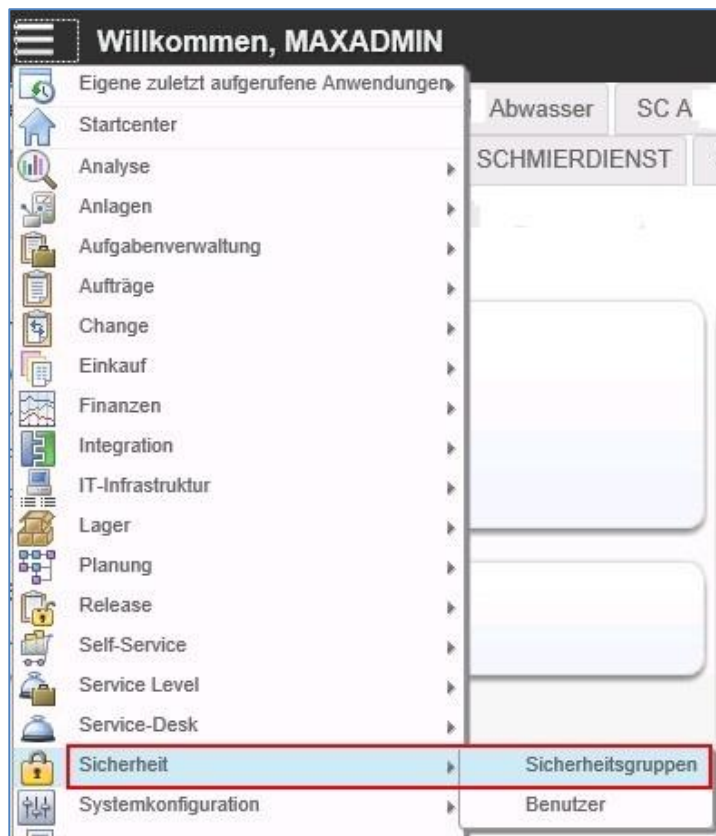 Willkommen, MAXADMIN
Eigene zuletzt aufgerufene Anwendungen
Abwasser
SC A
Startcenter
SCHMIERDIENST
Analyse
Anlagen
Aufgabenverwaltung
Aufträge
Change
Einkauf
Finanzen
Integration
IT-Infrastruktur
Lager
Planung
Release
Self-Service
Service Level
Service-Desk
Sicherheit
Sicherheitsgruppen
Systemkonfiguration
Benutzer